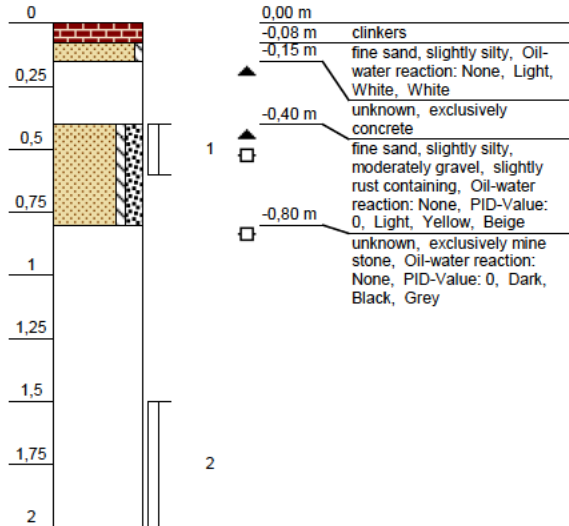 0
0,25
0,5
0,75
1
1,25
1,5
1,75
2
1
2
0,00 m
-0,08 m
clinkers
-0,15 m
fine sand, slightly silty, Oil-
water reaction: None, Light,
White, White
unknown, exclusively
concrete
-0,40 m
fine sand, slightly silty,
moderately gravel, slightly
rust containing, Oil-water
reaction: None, PID-Value:
0, Light, Yellow, Beige
-0,80 m
unknown, exclusively mine
stone, Oil-water reaction:
None, PID-Value: 0, Dark,
Black, Grey